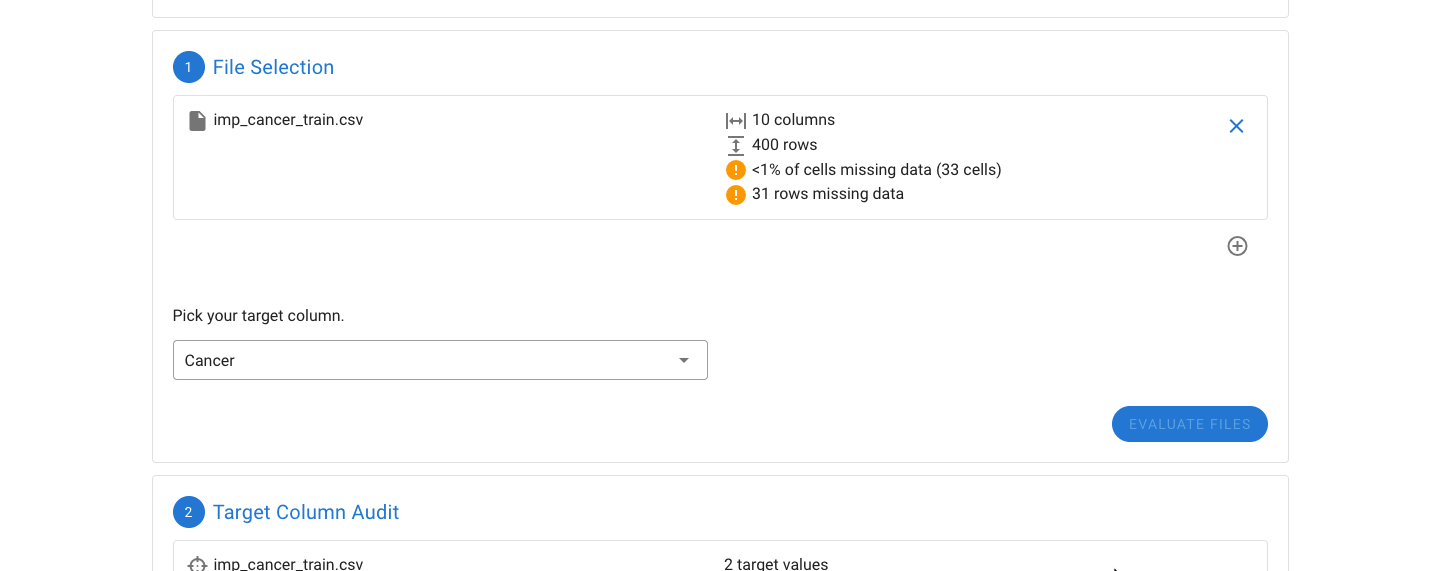 1 File Selection
imp_cancer_train.csv
10 columns
400 rows
<1% of cells missing data (33 cells)
31 rows missing data
Pick your target column.
Cancer
EVALUATE FILES
2 Target Column Audit
imp_cancer_train.csv 2 target values